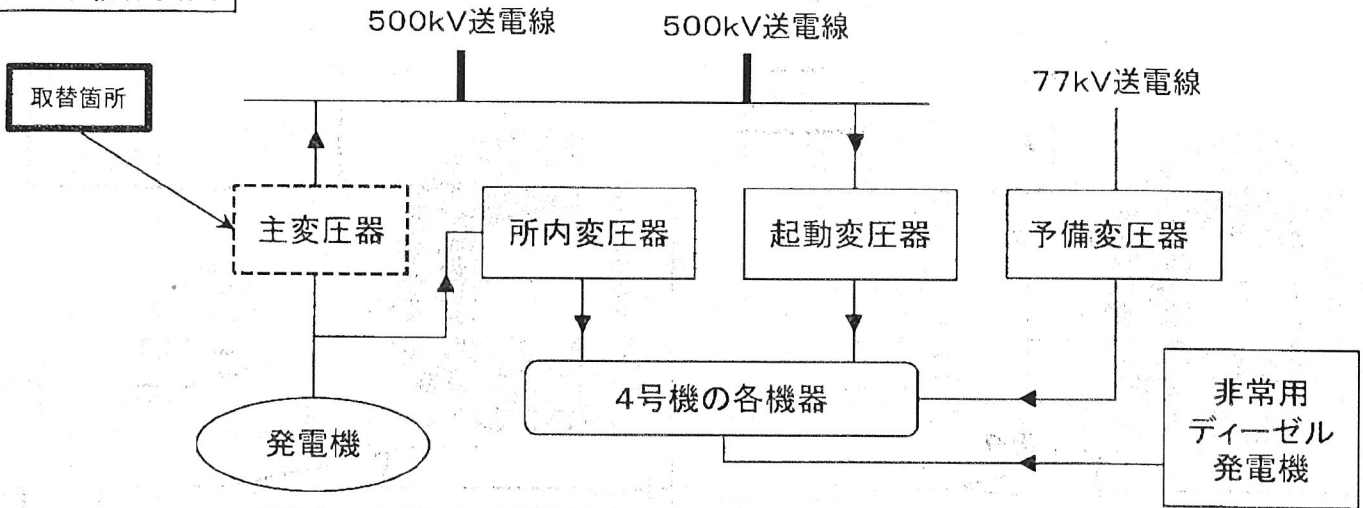 500kV送電線
500kV送電線
77kV送電線
取替箇所
主変圧器
所内変圧器
起動変圧器
予備変圧器
4号機の各機器
発電機
非常用
ディーゼル
発電機